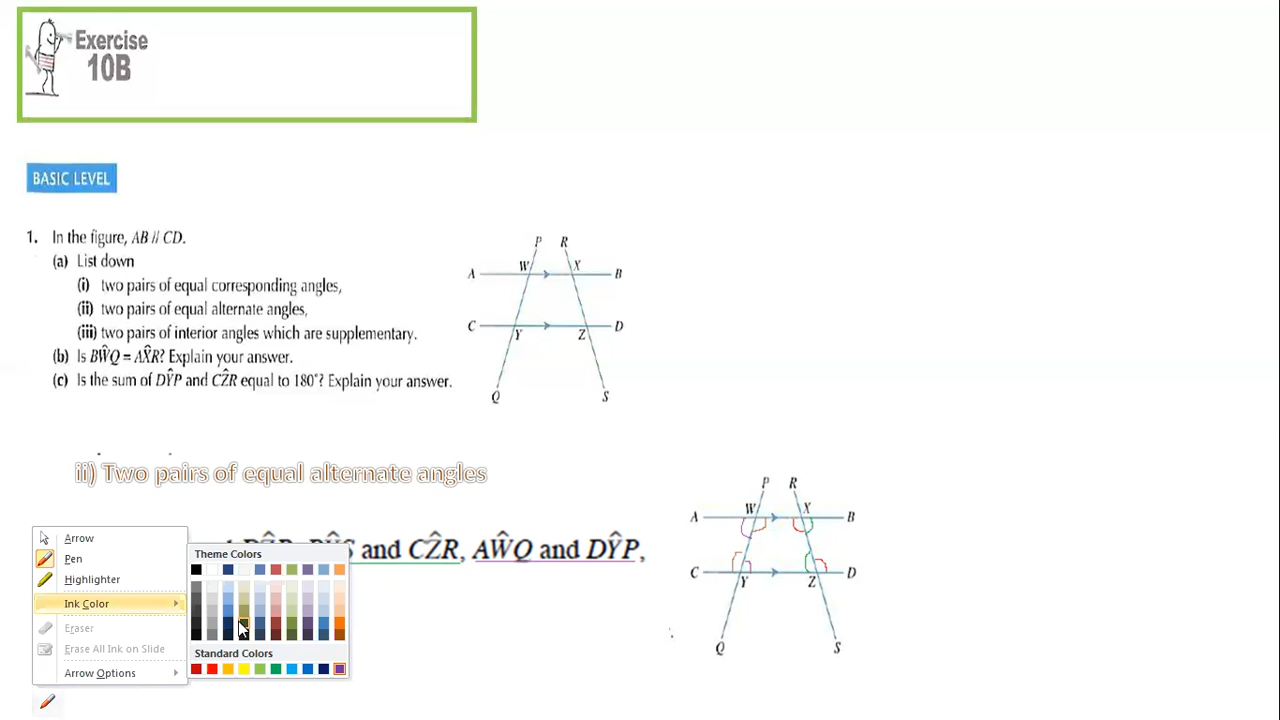 Exercise
10B
BASIC LEVEL
1. In the figure, AB // CD.
(a) List down
(i) two pairs of equal corresponding angles,
(ii) two pairs of equal alternate angles,
(iii) two pairs of interior angles which are supplementary.
(b) Is BŴQ = AX̂R? Explain your answer.
(c) Is the sum of DŶP and CẐR equal to 180°? Explain your answer.
P R
A W X B
C Y Z D
Q S
ii) Two pairs of equal alternate angles
and CẐR, AŴQ and DŶP,
P R
A W X B
C Y Z D
Q S
Arrow
Pen
Highlighter
Ink Color
Eraser
Erase All Ink on Slide
Arrow Options
Theme Colors
Standard Colors